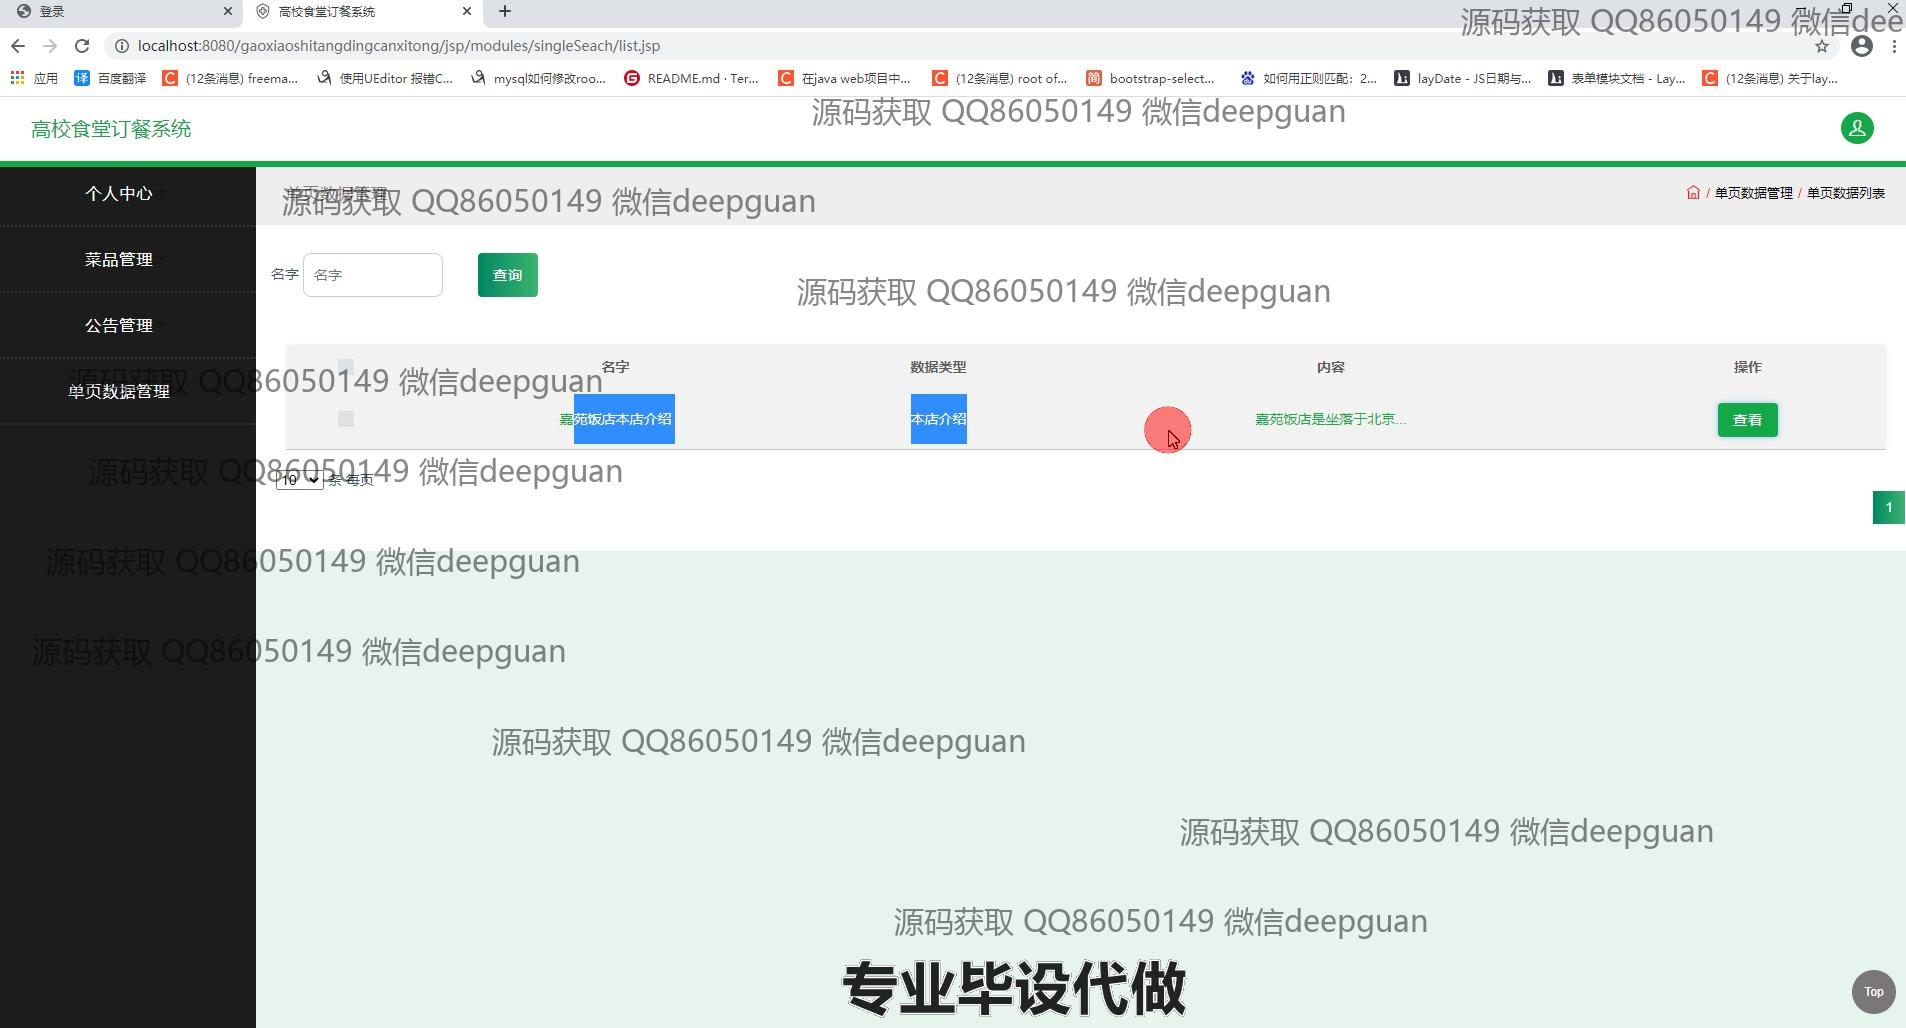 登录
高校食堂订餐系统
localhost:8080/gaoxiaoshitangdingcanxitong/jsp/modules/singleSeach/list.jsp
源码获取 QQ86050149 微信dee
应用 百度翻译 (12条消息) freema... 使用UEditor 报错C... mysql如何修改roo... README.md · Ter... 在java web项目中... (12条消息) root of... bootstrap-select... 如何用正则匹配：2... layDate - JS日期与... 表单模块文档 - Lay... (12条消息) 关于lay...
源码获取 QQ86050149 微信deepguan
高校食堂订餐系统
个人中心
单页数据管理
源码获取 QQ86050149 微信deepguan
/ 单页数据管理 / 单页数据列表
菜品管理
名字 名字 查询
源码获取 QQ86050149 微信deepguan
公告管理
名字 数据类型 内容 操作
源码获取 QQ86050149 微信deepguan
单页数据管理
嘉苑饭店本店介绍 本店介绍 嘉苑饭店是坐落于北京... 查看
源码获取 QQ86050149 微信deepguan
10 条 每页
1
源码获取 QQ86050149 微信deepguan
源码获取 QQ86050149 微信deepguan
源码获取 QQ86050149 微信deepguan
源码获取 QQ86050149 微信deepguan
源码获取 QQ86050149 微信deepguan
专业毕设代做
Top